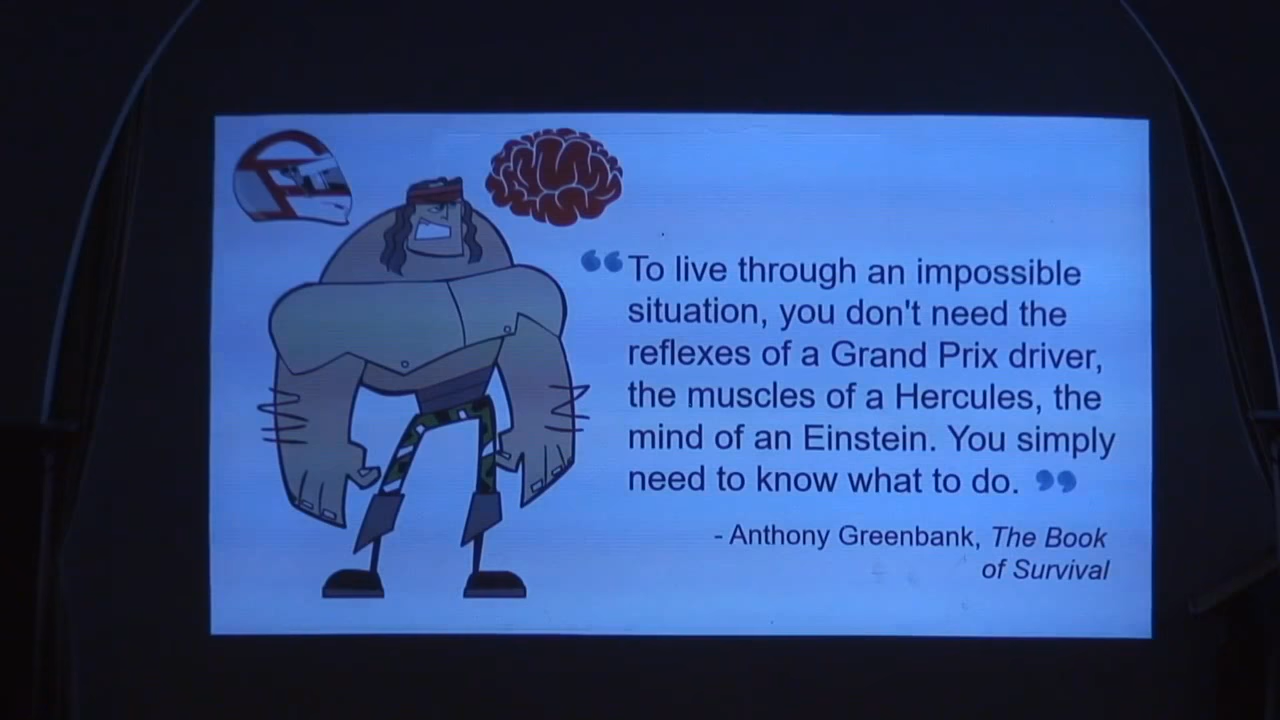 “ To live through an impossible
situation, you don't need the
reflexes of a Grand Prix driver,
the muscles of a Hercules, the
mind of an Einstein. You simply
need to know what to do. ”
- Anthony Greenbank, The Book
of Survival